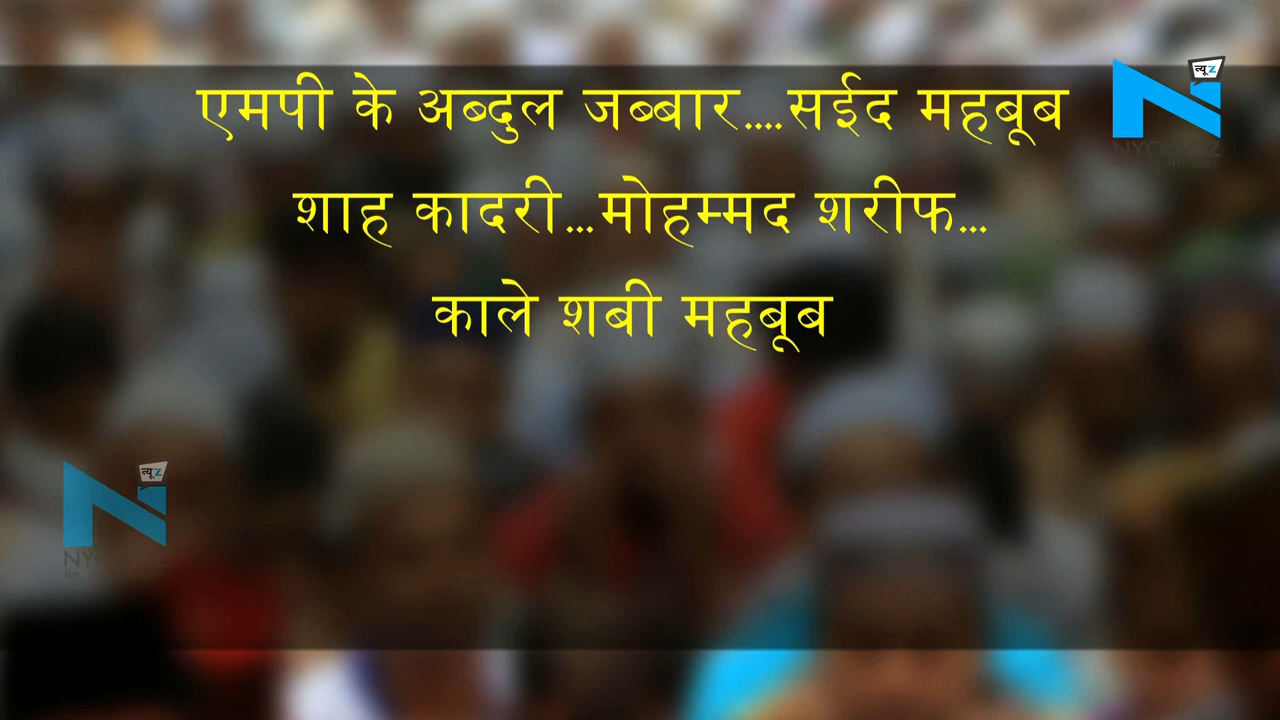 एमपी के अब्दुल जब्बार....सईद महबूब
शाह कादरी...मोहम्मद शरीफ...
काले शबी महबूब
न्यूz
न्यूz